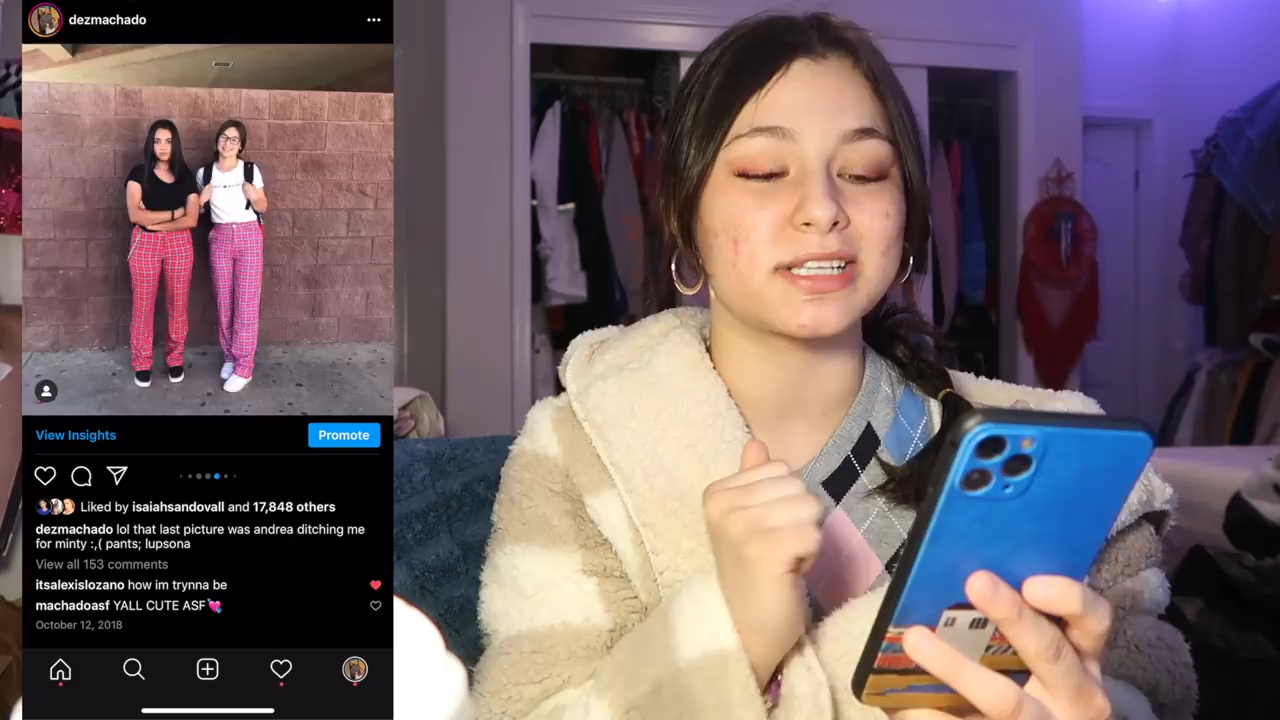 dezmachado
View Insights
Promote
Liked by isaiahsandovall and 17,848 others
dezmachado lol that last picture was andrea ditching me
for minty :,( pants; lupsona
View all 153 comments
itsalexislozano how im trynna be
machadoasf YALL CUTE ASF💘
October 12, 2018